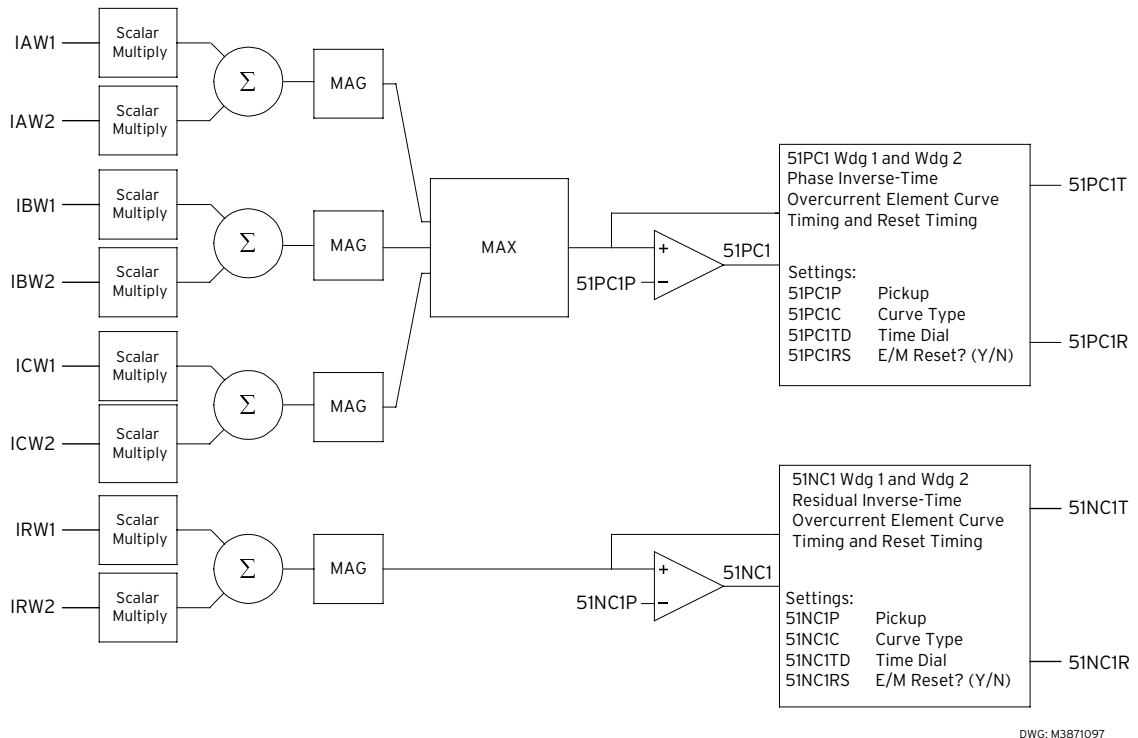 IAW1
Scalar
Multiply
IAW2
Scalar
Multiply
Σ
MAG
IBW1
Scalar
Multiply
IBW2
Scalar
Multiply
Σ
MAG
ICW1
Scalar
Multiply
ICW2
Scalar
Multiply
Σ
MAG
MAX
+
51PC1P −
51PC1
51PC1 Wdg 1 and Wdg 2
Phase Inverse-Time
Overcurrent Element Curve
Timing and Reset Timing
Settings:
51PC1P Pickup
51PC1C Curve Type
51PC1TD Time Dial
51PC1RS E/M Reset? (Y/N)
51PC1T
51PC1R
IRW1
Scalar
Multiply
IRW2
Scalar
Multiply
Σ
MAG
+
51NC1P −
51NC1
51NC1 Wdg 1 and Wdg 2
Residual Inverse-Time
Overcurrent Element Curve
Timing and Reset Timing
Settings:
51NC1P Pickup
51NC1C Curve Type
51NC1TD Time Dial
51NC1RS E/M Reset? (Y/N)
51NC1T
51NC1R
DWG: M3871097